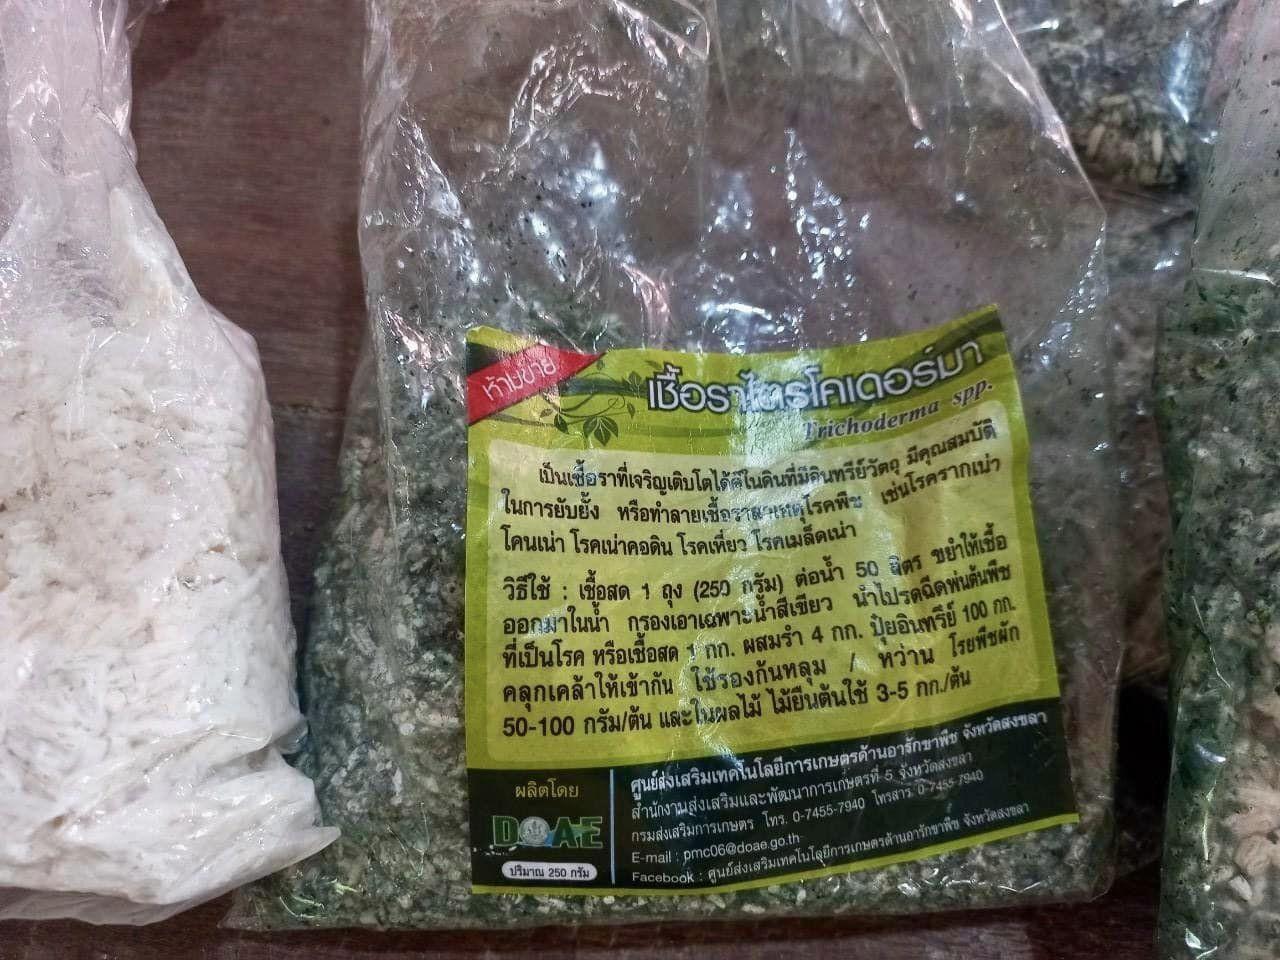 ห้ามขาย
เชื้อราไตรโคเดอร์มา
Trichoderma spp.
เป็นเชื้อราที่เจริญเติบโตได้ดีในดินที่มีอินทรีย์วัตถุ มีคุณสมบัติ
ในการยับยั้ง หรือทำลายเชื้อราสาเหตุโรคพืช เช่นโรครากเน่า
โคนเน่า โรคเน่าคอดิน โรคเหี่ยว โรคเมล็ดเน่า
วิธีใช้ : เชื้อสด 1 ถุง (250 กรัม) ต่อน้ำ 50 ลิตร ขยำให้เชื้อ
ออกมาในน้ำ กรองเอาเฉพาะน้ำสีเขียว นำไปรดฉีดพ่นต้นพืช
ที่เป็นโรค หรือเชื้อสด 1 กก. ผสมรำ 4 กก. ปุ๋ยอินทรีย์ 100 กก.
คลุกเคล้าให้เข้ากัน ใช้รองก้นหลุม / หว่าน โรยพืชผัก
50-100 กรัม/ต้น และในผลไม้ ไม้ยืนต้นใช้ 3-5 กก./ต้น
ผลิตโดย
DOAE
ปริมาณ 250 กรัม
ศูนย์ส่งเสริมเทคโนโลยีการเกษตรด้านอารักขาพืช จังหวัดสงขลา
สำนักงานส่งเสริมและพัฒนาการเกษตรที่ 5 จังหวัดสงขลา
กรมส่งเสริมการเกษตร โทร. 0-7455-7940 โทรสาร 0-7455-7940
E-mail : pmc06@doae.go.th
Facebook : ศูนย์ส่งเสริมเทคโนโลยีการเกษตรด้านอารักขาพืช จังหวัดสงขลา